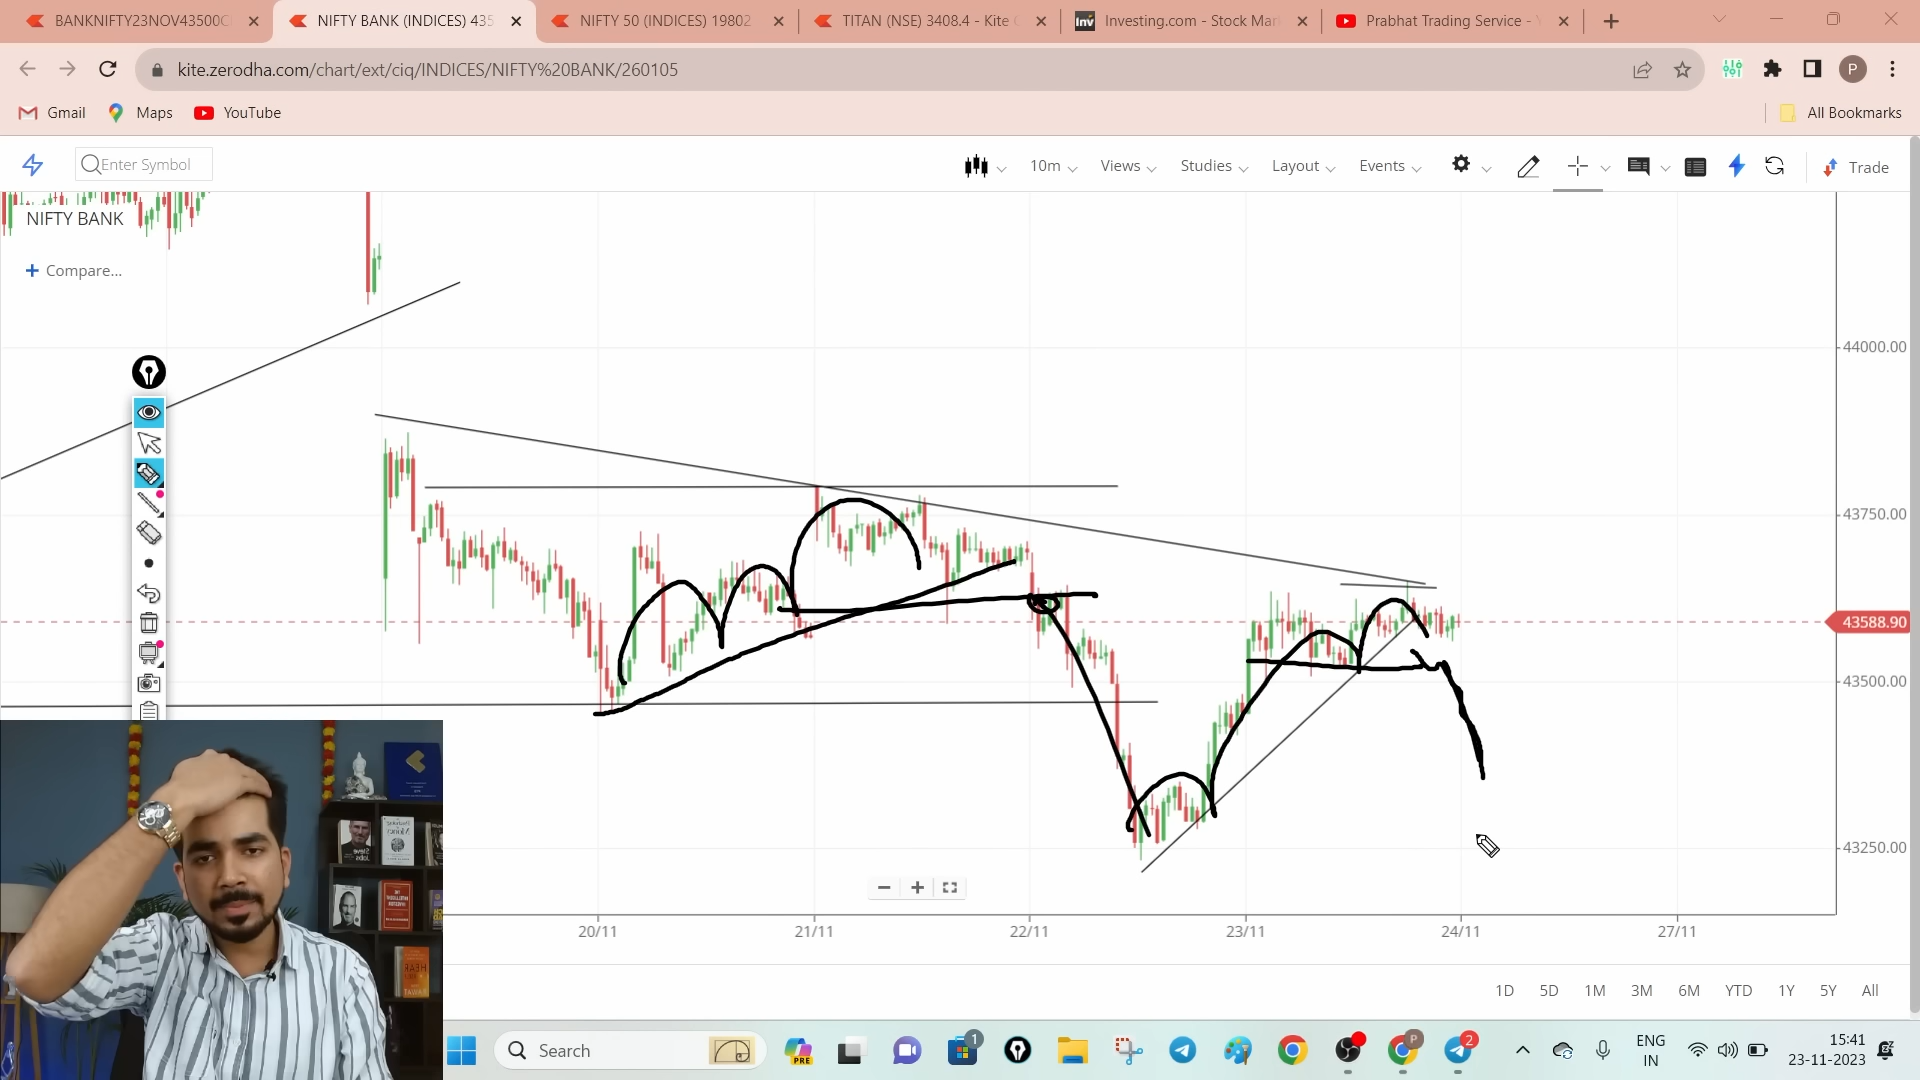 BANKNIFTY23NOV43500C
NIFTY BANK (INDICES) 435
NIFTY 50 (INDICES) 19802
TITAN (NSE) 3408.4 - Kite
Inv
Investing.com - Stock Mar
Prabhat Trading Service -
kite.zerodha.com/chart/ext/ciq/INDICES/NIFTY%20BANK/260105
P
Gmail
Maps
YouTube
All Bookmarks
Enter Symbol
10m
Views
Studies
Layout
Events
Trade
NIFTY BANK
+ Compare...
44000.00
43750.00
43588.90
43500.00
43250.00
20/11
21/11
22/11
23/11
24/11
27/11
1D
5D
1M
3M
6M
YTD
1Y
5Y
All
Search
PRE
1
P
2
ENG
IN
15:41
23-11-2023